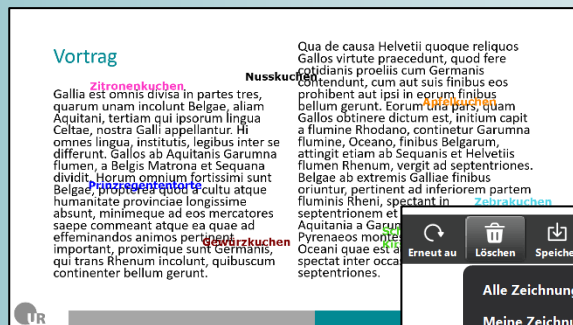 Vortrag
Zitronenkuchen
Gallia est omnis divisa in partes tres,
quarum unam incolunt Belgae, aliam
Aquitani, tertiam qui ipsorum lingua
Celtae, nostra Galli appellantur. Hi
omnes lingua, institutis, legibus inter se
differunt. Gallos ab Aquitanis Garumna
flumen, a Belgis Matrona et Sequana
dividit. Horum omnium fortissimi sunt
Prinzregententorte
Belgae, propterea quod a cultu atque
humanitate provinciae longissime
absunt, minimeque ad eos mercatores
saepe commeant atque ea quae ad
effeminandos animos pertinent
Gewürzkuchen
important, proximique sunt Germanis,
qui trans Rhenum incolunt, quibuscum
continenter bellum gerunt.
Qua de causa Helvetii quoque reliquos
Gallos virtute praecedunt, quod fere
Nusskuchen
cotidianis proeliis cum Germanis
contendunt, cum aut suis finibus eos
prohibent aut ipsi in eorum finibus
Apfelkuchen
bellum gerunt. Eorum una pars, quam
Gallos obtinere dictum est, initium capit
a flumine Rhodano, continetur Garumna
flumine, Oceano, finibus Belgarum,
attingit etiam ab Sequanis et Helvetiis
flumen Rhenum, vergit ad septentriones.
Belgae ab extremis Galliae finibus
oriuntur, pertinent ad inferiorem partem
fluminis Rheni, spectant in
Zebrakuchen
septentrionem et
Aquitania a Garun
Pyrenaeos montes
Oceani quae est a
spectat inter occa
septentriones.
Erneut au
Löschen
Speiche
Alle Zeichnung
Meine Zeichnu
UR